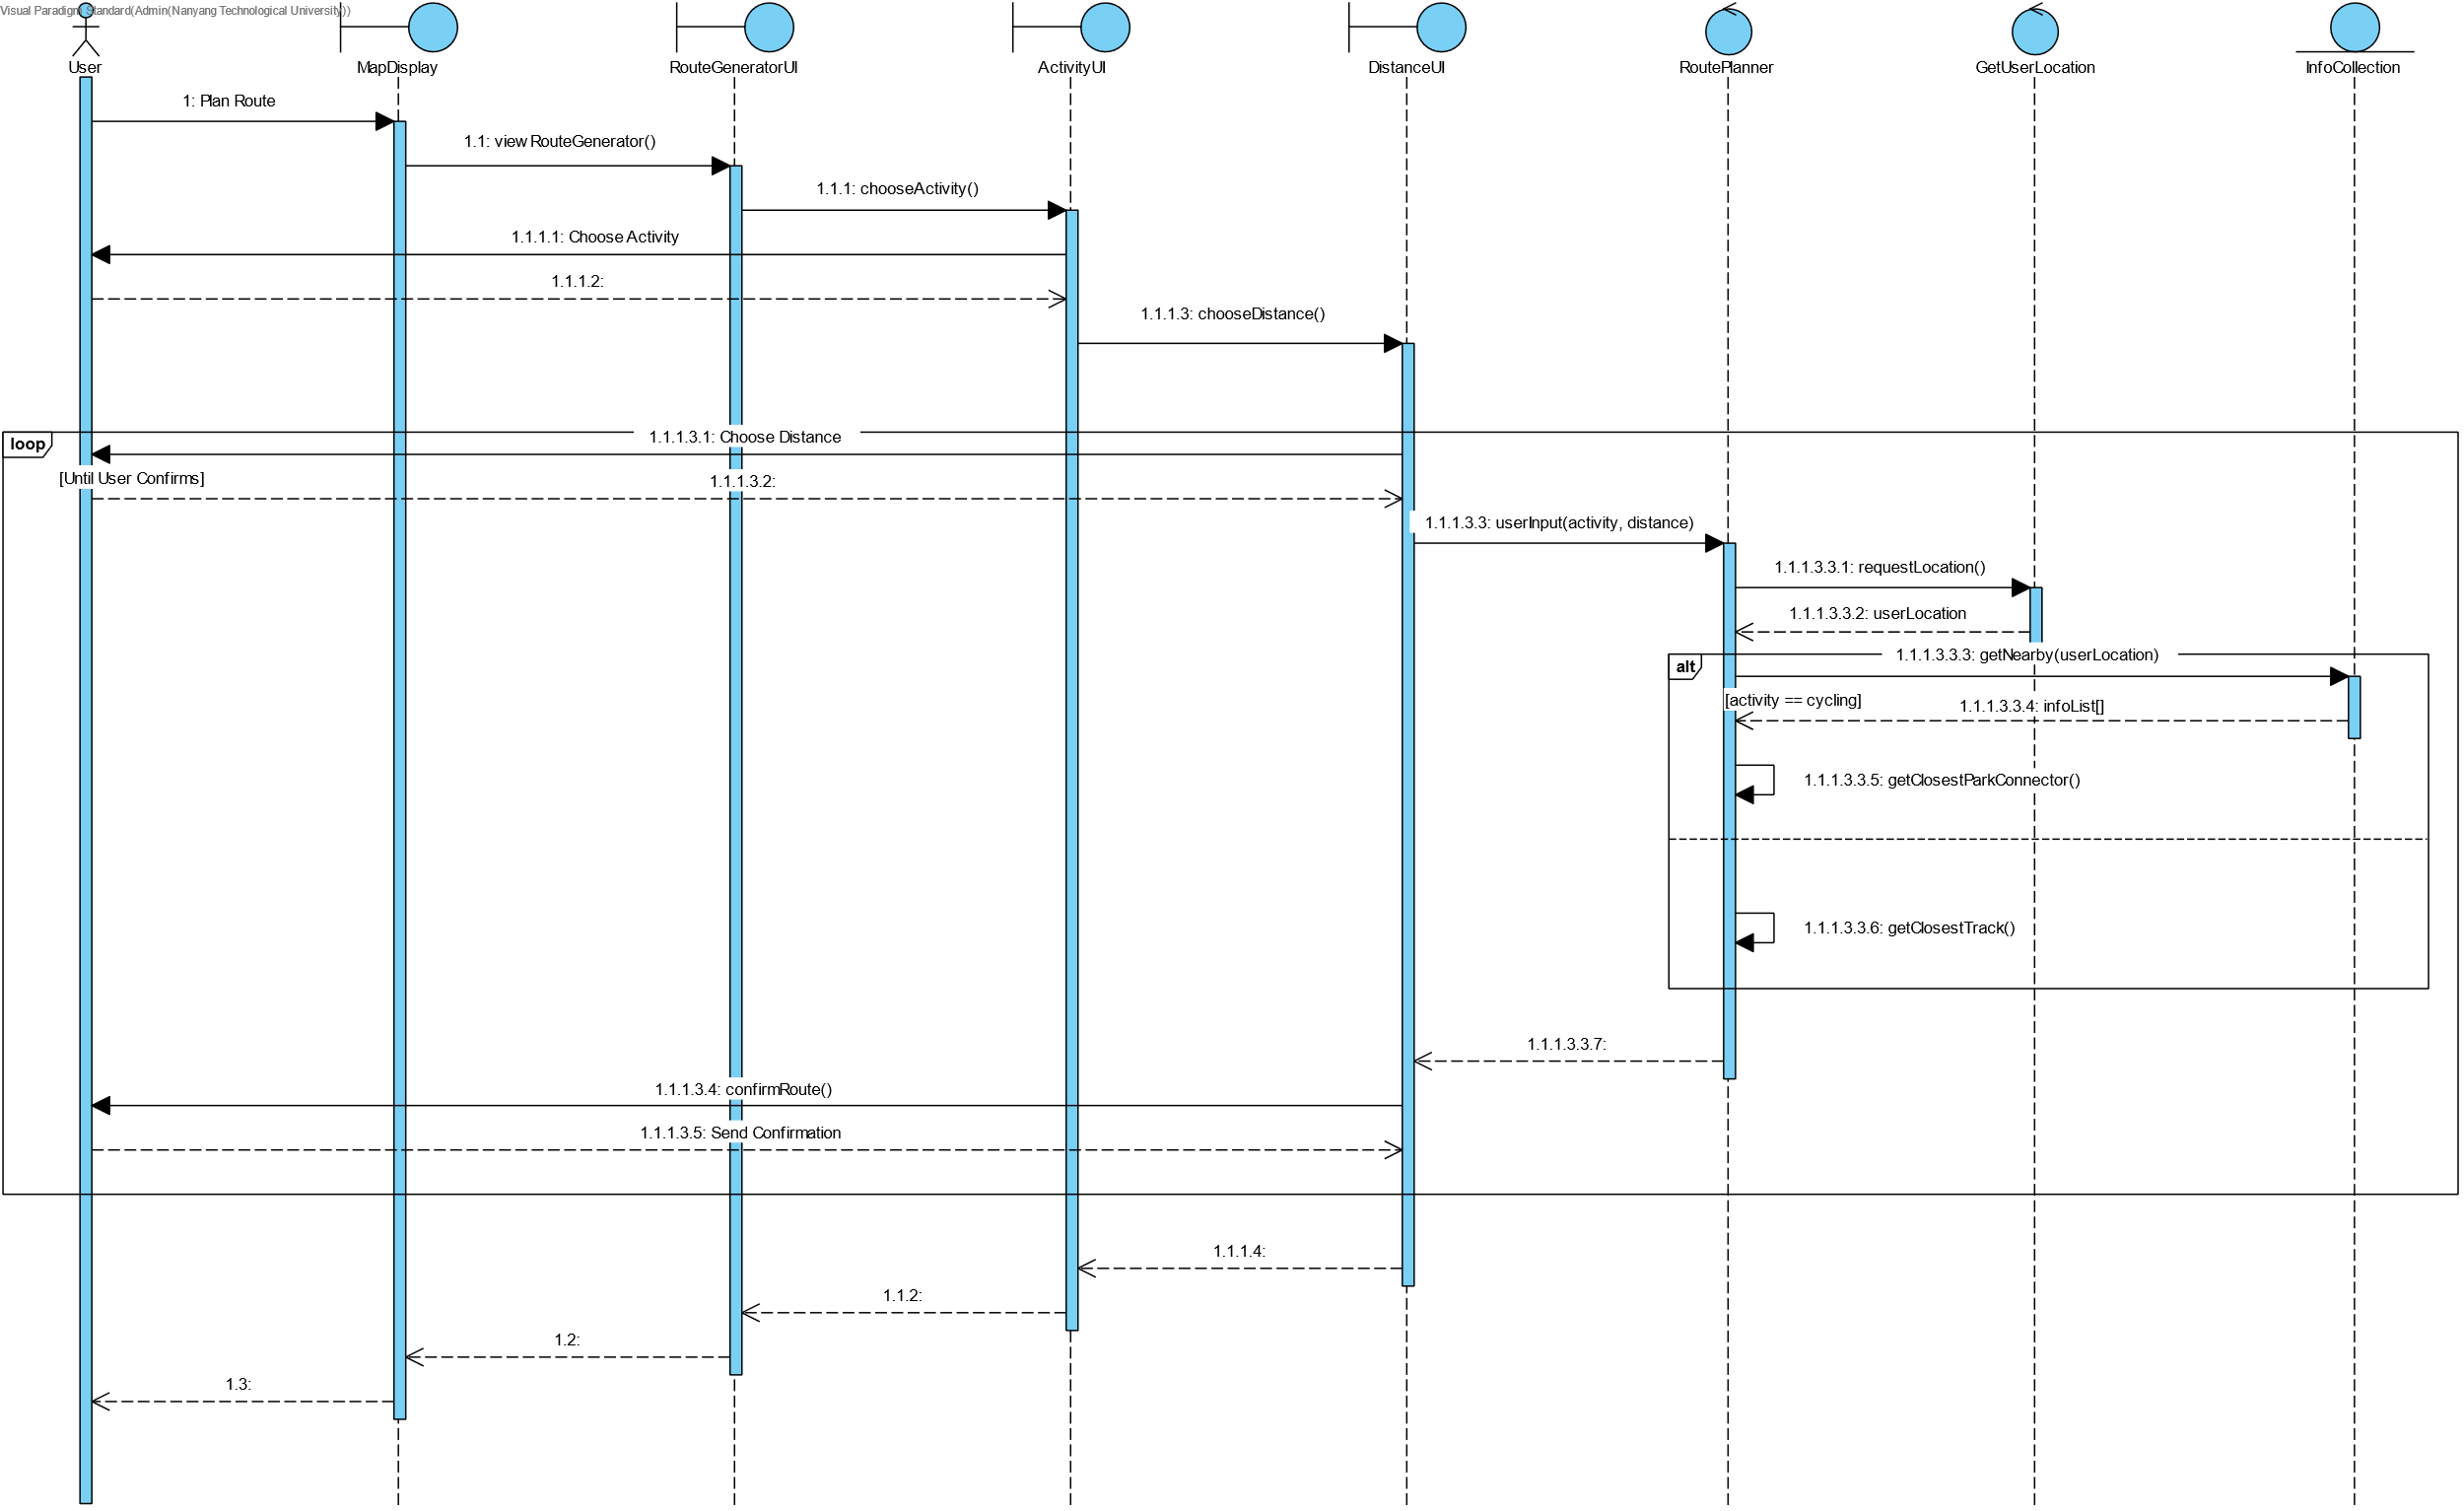 Visual Paradigm Standard(Admin(Nanyang Technological University))
User
MapDisplay
RouteGeneratorUI
ActivityUI
DistanceUI
RoutePlanner
GetUserLocation
InfoCollection
1: Plan Route
1.1: view RouteGenerator()
1.1.1: chooseActivity()
1.1.1.1: Choose Activity
1.1.1.2:
1.1.1.3: chooseDistance()
loop
1.1.1.3.1: Choose Distance
[Until User Confirms]
1.1.1.3.2:
1.1.1.3.3: userInput(activity, distance)
1.1.1.3.3.1: requestLocation()
1.1.1.3.3.2: userLocation
alt
1.1.1.3.3.3: getNearby(userLocation)
[activity == cycling]
1.1.1.3.3.4: infoList[]
1.1.1.3.3.5: getClosestParkConnector()
1.1.1.3.3.6: getClosestTrack()
1.1.1.3.3.7:
1.1.1.3.4: confirmRoute()
1.1.1.3.5: Send Confirmation
1.1.1.4:
1.1.2:
1.2:
1.3: